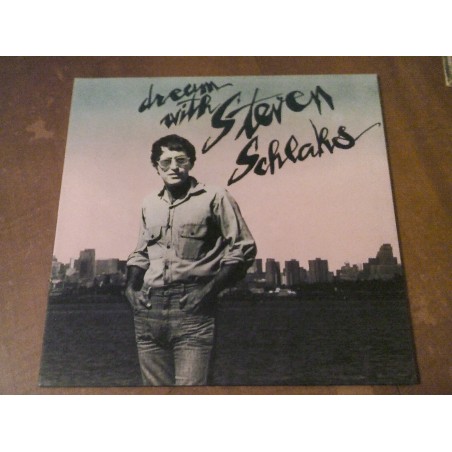 dream
with
Steven
Schlaks